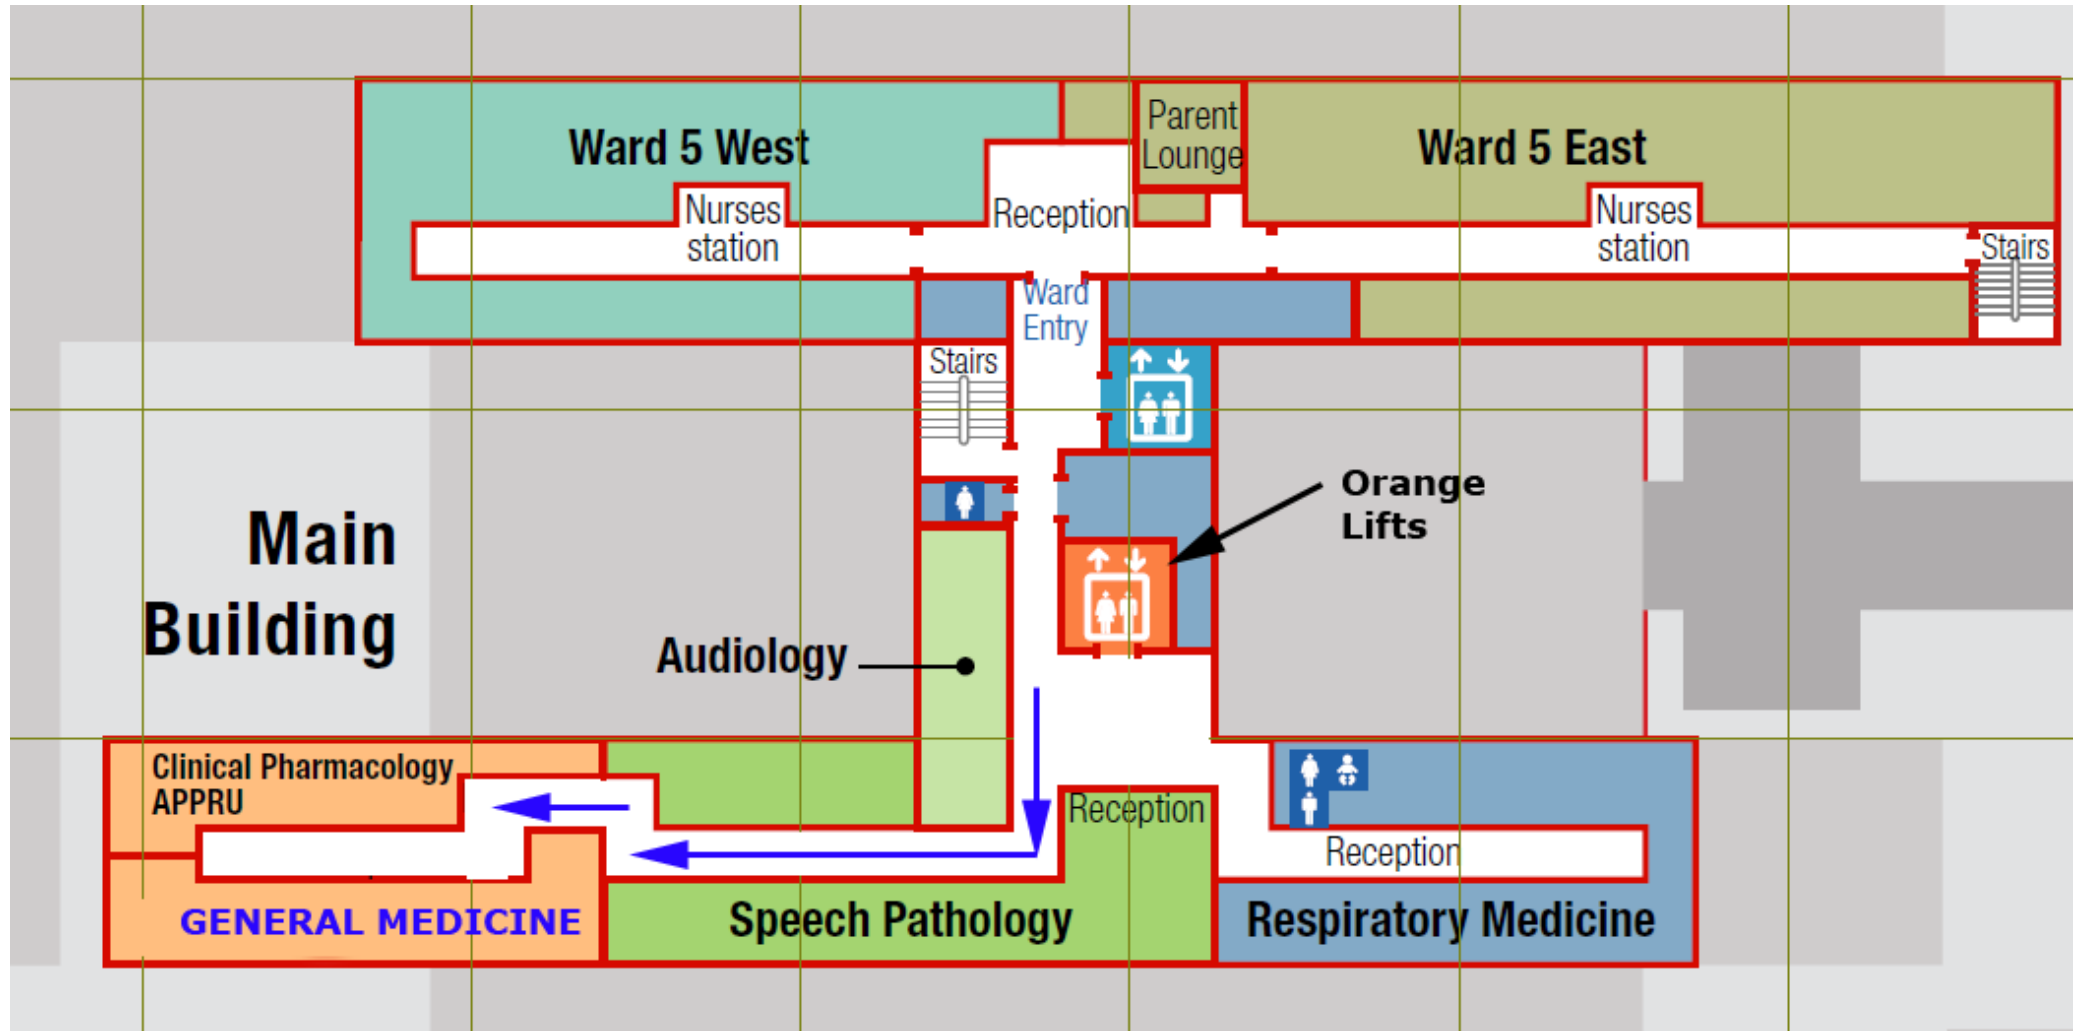 Ward 5 West
Parent
Lounge
Ward 5 East
Nurses
station
Reception
Nurses
station
Stairs
Ward
Entry
Stairs
Orange
Lifts
Main
Building
Audiology
Clinical Pharmacology
APPRU
Reception
Reception
GENERAL MEDICINE
Speech Pathology
Respiratory Medicine